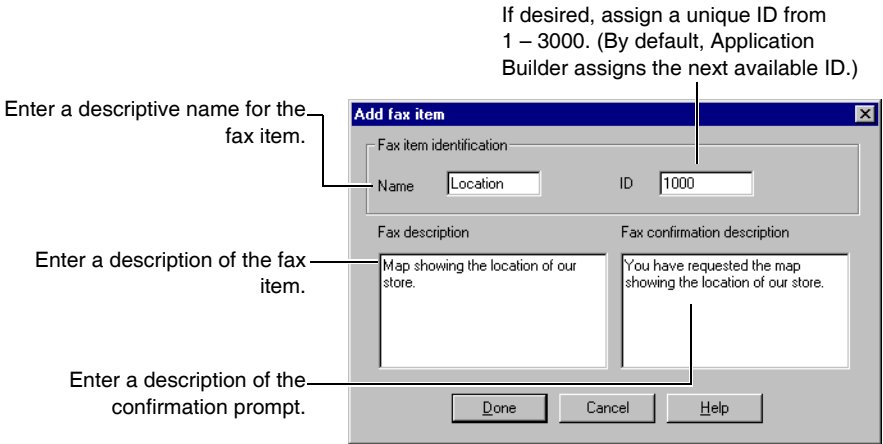 If desired, assign a unique ID from
1 – 3000. (By default, Application
Builder assigns the next available ID.)
Enter a descriptive name for the
fax item.
Add fax item
Fax item identification
Name
Location
ID
1000
Fax description
Fax confirmation description
Enter a description of the fax
item.
Map showing the location of our
store.
You have requested the map
showing the location of our store.
Enter a description of the
confirmation prompt.
Done
Cancel
Help